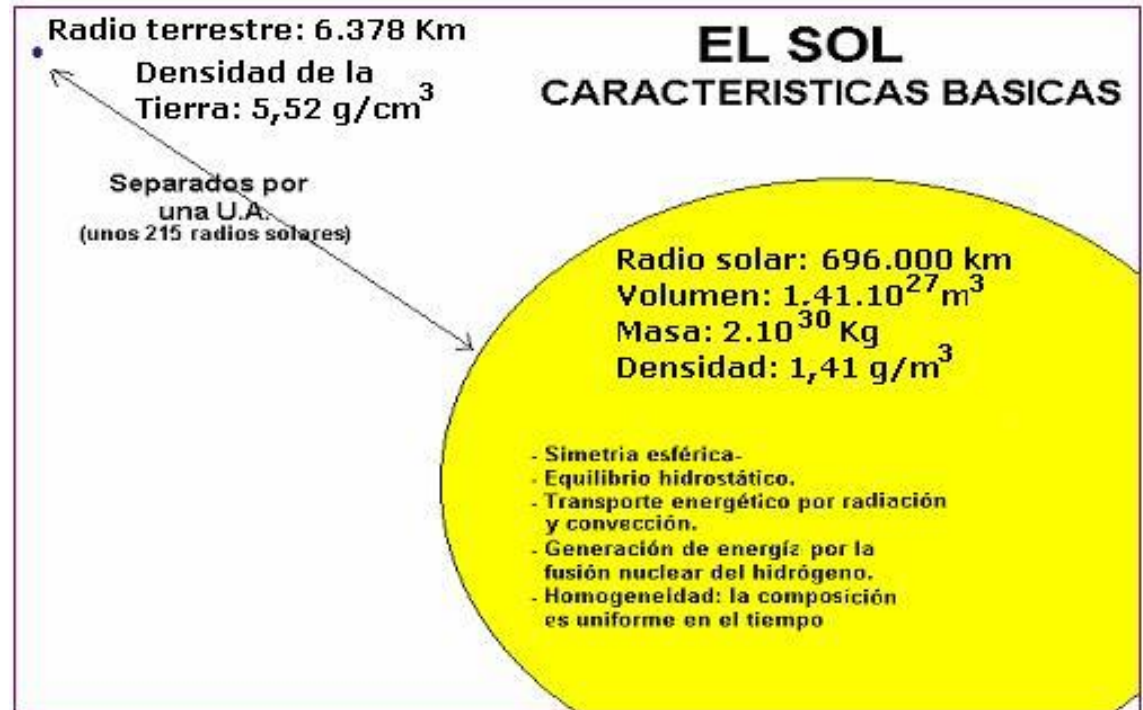 Radio terrestre: 6.378 Km
Densidad de la
Tierra: 5,52 g/cm³
EL SOL
CARACTERISTICAS BASICAS
Separados por
una U.A.
(unos 215 radios solares)
Radio solar: 696.000 km
Volumen: 1.41.10²⁷m³
Masa: 2.10³⁰ Kg
Densidad: 1,41 g/m³
- Simetria esférica-
- Equilibrio hidrostático.
- Transporte energético por radiación
y convección.
- Generación de energía por la
fusión nuclear del hidrógeno.
- Homogeneidad: la composición
es uniforme en el tiempo